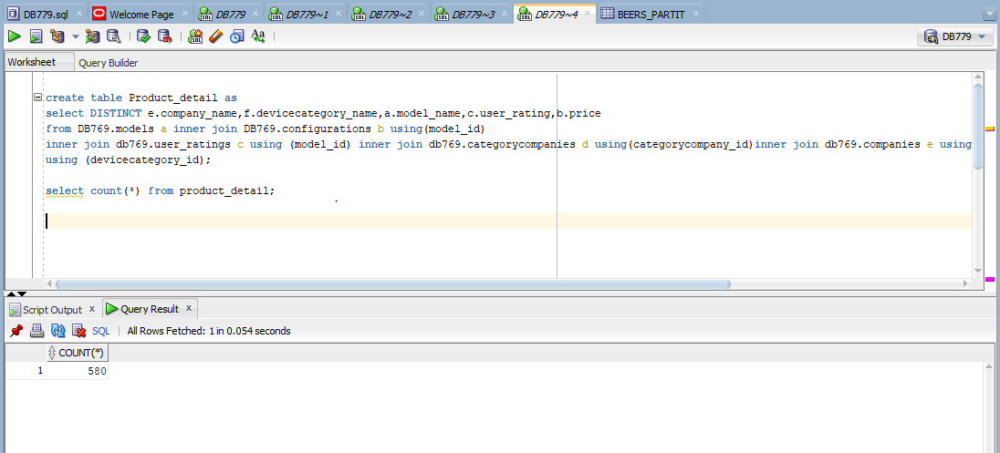 DB779.sql Welcome Page DB779 DB779~1 DB779~2 DB779~3 DB779~4 BEERS_PARTIT
DB779
Worksheet Query Builder
create table Product_detail as
select DISTINCT e.company_name,f.devicecategory_name,a.model_name,c.user_rating,b.price
from DB769.models a inner join DB769.configurations b using(model_id)
inner join db769.user_ratings c using (model_id) inner join db769.categorycompanies d using(categorycompany_id)inner join db769.companies e using
using (devicecategory_id);
select count(*) from product_detail;
Script Output x Query Result x
SQL | All Rows Fetched: 1 in 0.054 seconds
COUNT(*)
1 580